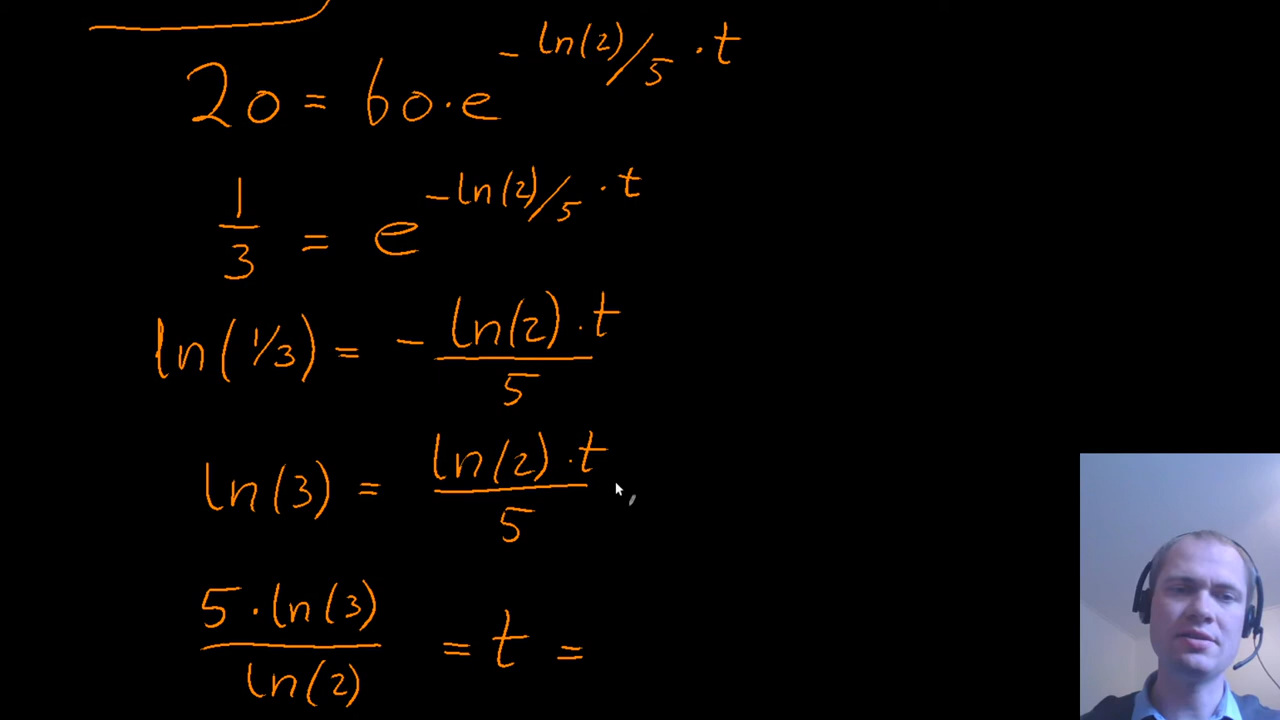 20 = 60·e^(-ln(2)/5 ·t)
1/3 = e^(-ln(2)/5 ·t)
ln(1/3) = - ln(2)·t / 5
ln(3) = ln(2)·t / 5
5·ln(3) / ln(2) = t =